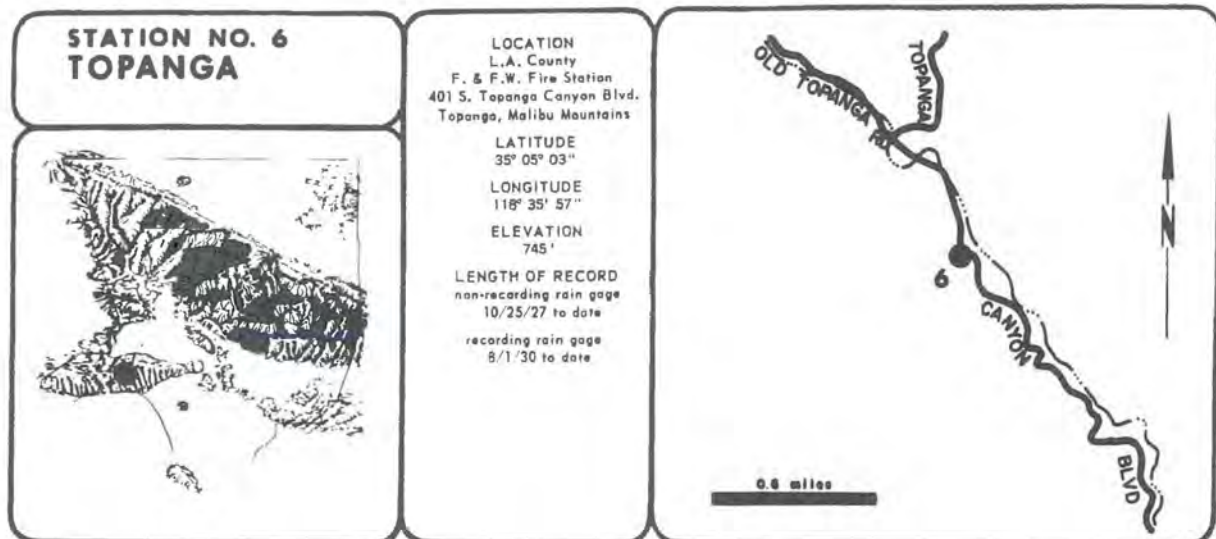 STATION NO. 6
TOPANGA
LOCATION
L.A. County
F. & F.W. Fire Station
401 S. Topanga Canyon Blvd.
Topanga, Malibu Mountains
LATITUDE
35° 05' 03"
LONGITUDE
118° 35' 57"
ELEVATION
745'
LENGTH OF RECORD
non-recording rain gage
10/25/27 to date
recording rain gage
8/1/30 to date
OLD TOPANGA
TOPANGA
6
CANYON
BLVD
N
0.6 miles